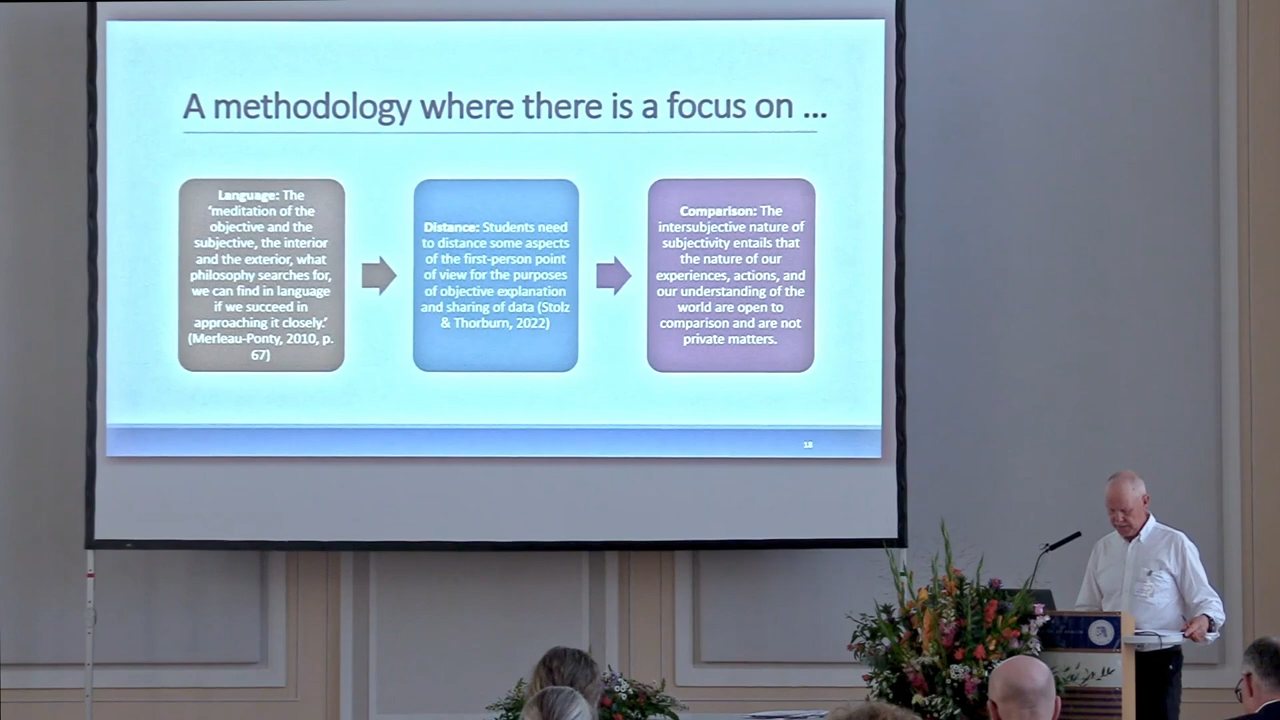 A methodology where there is a focus on ...
Language: The
‘meditation of the
objective and the
subjective, the interior
and the exterior, what
philosophy searches for,
we can find in language
if we succeed in
approaching it closely.’
(Merleau-Ponty, 2010, p.
67)
Distance: Students need
to distance some aspects
of the first-person point
of view for the purposes
of objective explanation
and sharing of data (Stolz
& Thorburn, 2022)
Comparison: The
intersubjective nature of
subjectivity entails that
the nature of our
experiences, actions, and
our understanding of the
world are open to
comparison and are not
private matters.
18